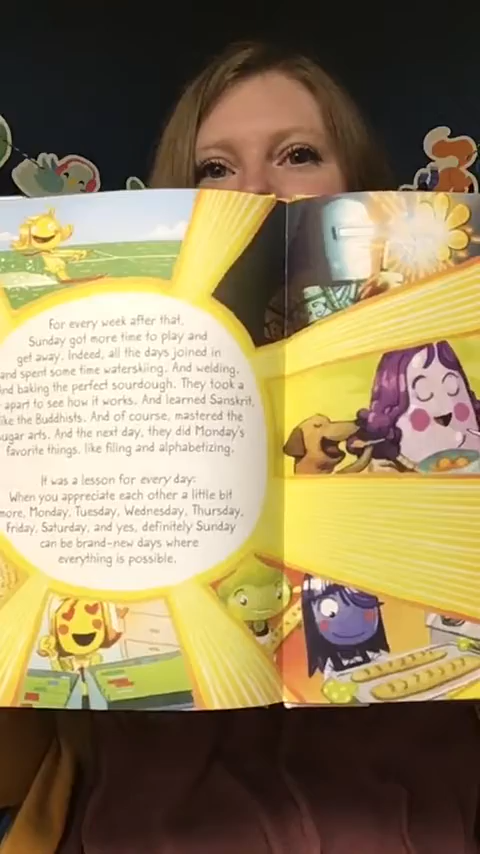 For every week after that,
Sunday got more time to play and
get away. Indeed, all the days joined in
and spent some time waterskiing. And welding.
And baking the perfect sourdough. They took a
apart to see how it works. And learned Sanskrit,
like the Buddhists. And of course, mastered the
sugar arts. And the next day, they did Monday's
favorite things, like filing and alphabetizing.
It was a lesson for every day:
When you appreciate each other a little bit
more, Monday, Tuesday, Wednesday, Thursday,
Friday, Saturday, and yes, definitely Sunday
can be brand-new days where
everything is possible.